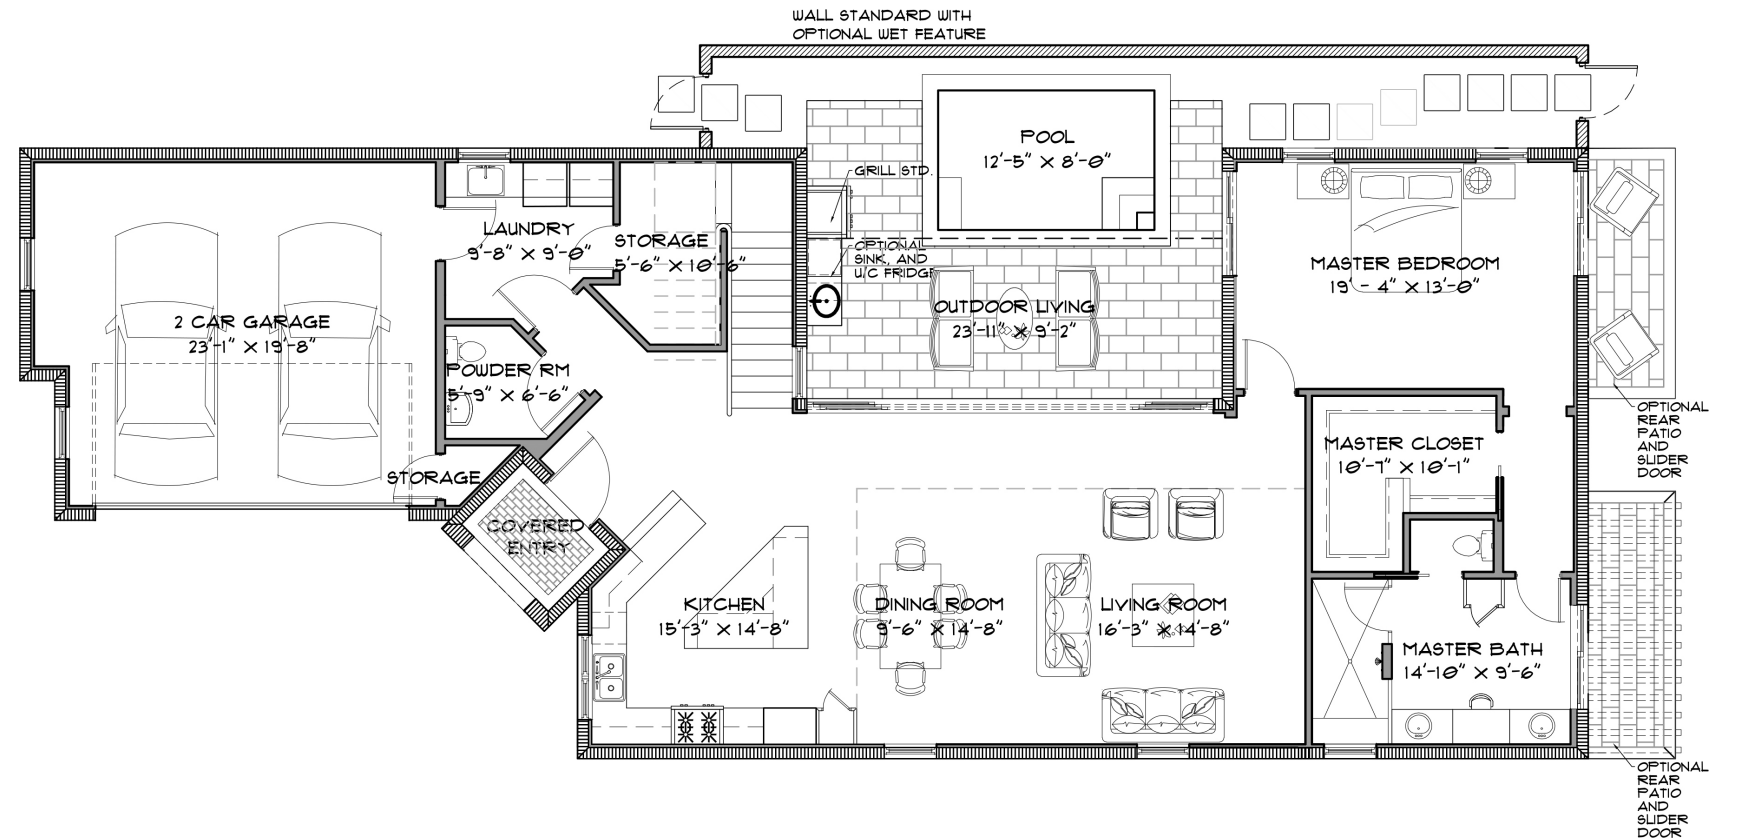 WALL STANDARD WITH
OPTIONAL WET FEATURE
POOL
12'-5" X 8'-0"
GRILL STD.
LAUNDRY
9'-8" X 9'-0"
STORAGE
5'-6" X 10'-6"
OPTIONAL
SINK, AND
U/C FRIDGE
MASTER BEDROOM
19' - 4" X 13'-0"
OUTDOOR LIVING
23'-11" X 9'-2"
2 CAR GARAGE
23'-1" X 19'-8"
POWDER RM
5'-9" X 6'-6"
OPTIONAL
REAR
PATIO
AND
SLIDER
DOOR
MASTER CLOSET
10'-7" X 10'-1"
STORAGE
COVERED
ENTRY
KITCHEN
15'-3" X 14'-8"
DINING ROOM
9'-6" X 14'-8"
LIVING ROOM
16'-3" X 14'-8"
MASTER BATH
14'-10" X 9'-6"
OPTIONAL
REAR
PATIO
AND
SLIDER
DOOR